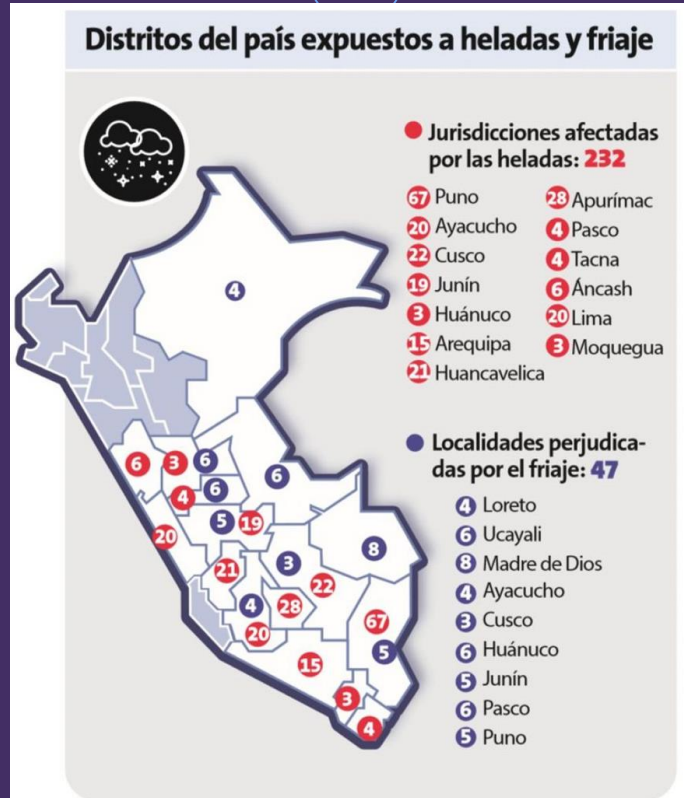 Distritos del país expuestos a heladas y friaje
Jurisdicciones afectadas
por las heladas: 232
67 Puno
20 Ayacucho
22 Cusco
19 Junín
3 Huánuco
15 Arequipa
21 Huancavelica
28 Apurímac
4 Pasco
4 Tacna
6 Áncash
20 Lima
3 Moquegua
Localidades perjudica-
das por el friaje: 47
4 Loreto
6 Ucayali
8 Madre de Dios
4 Ayacucho
3 Cusco
6 Huánuco
5 Junín
6 Pasco
5 Puno
4
6
3
6
6
4
6
5
19
20
8
21
3
22
4
28
67
20
5
15
3
4